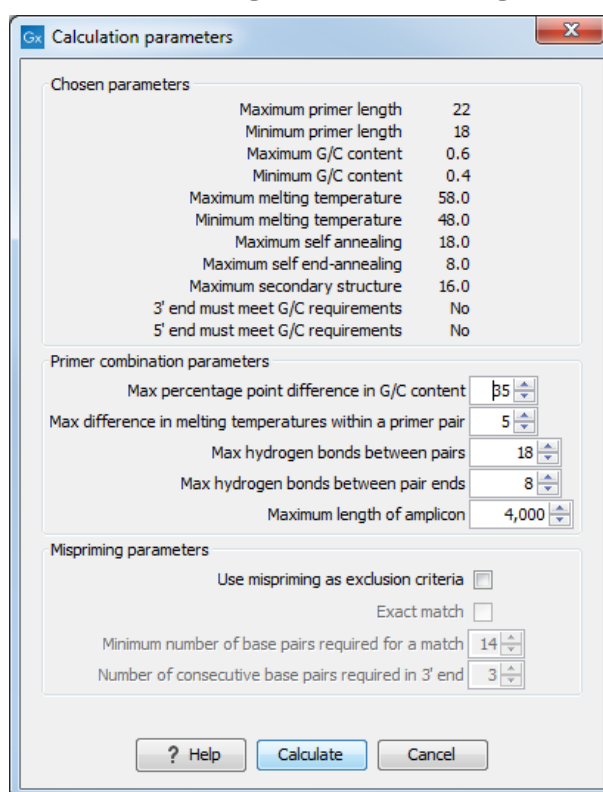 Gx Calculation parameters
Chosen parameters
Maximum primer length 22
Minimum primer length 18
Maximum G/C content 0.6
Minimum G/C content 0.4
Maximum melting temperature 58.0
Minimum melting temperature 48.0
Maximum self annealing 18.0
Maximum self end-annealing 8.0
Maximum secondary structure 16.0
3' end must meet G/C requirements No
5' end must meet G/C requirements No
Primer combination parameters
Max percentage point difference in G/C content 35
Max difference in melting temperatures within a primer pair 5
Max hydrogen bonds between pairs 18
Max hydrogen bonds between pair ends 8
Maximum length of amplicon 4,000
Mispriming parameters
Use mispriming as exclusion criteria
Exact match
Minimum number of base pairs required for a match 14
Number of consecutive base pairs required in 3' end 3
? Help Calculate Cancel